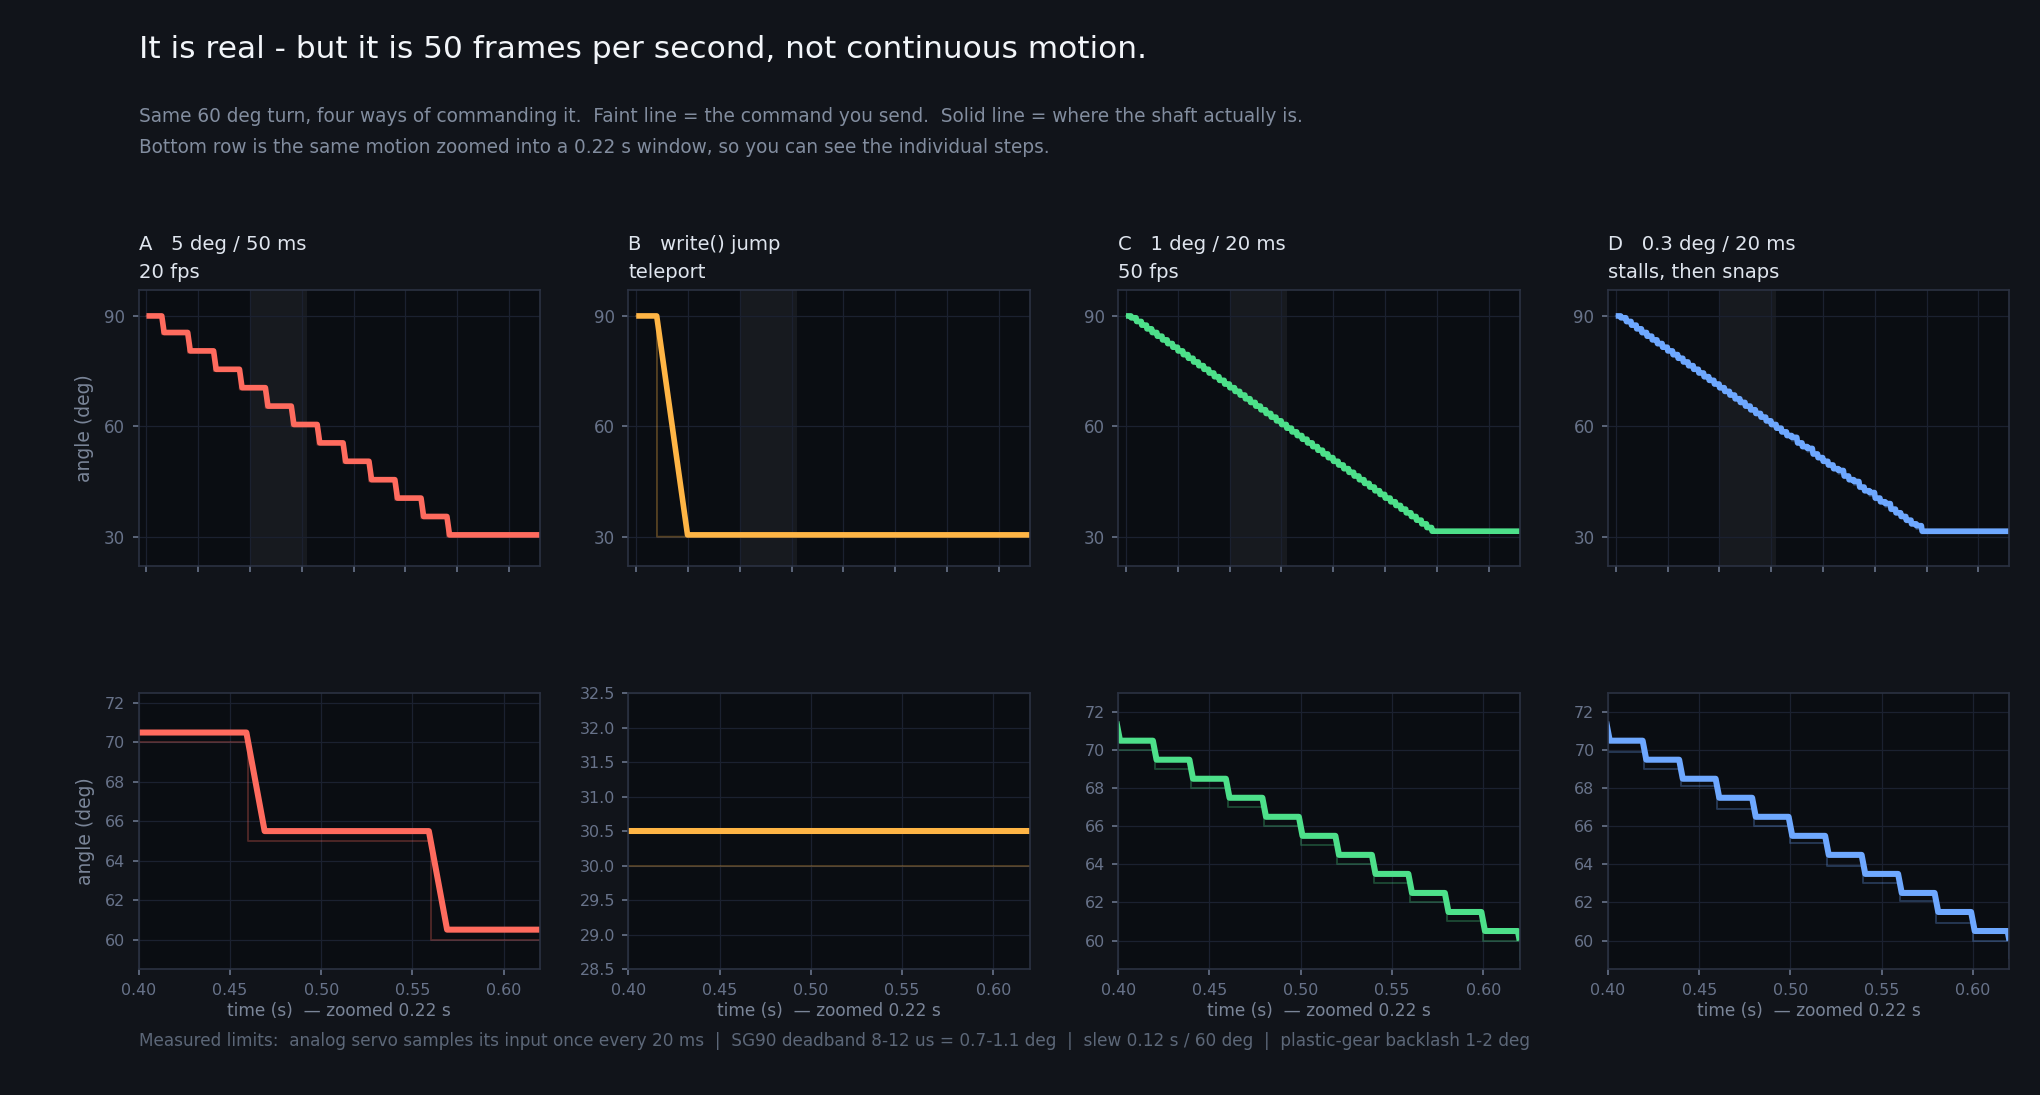 It is real - but it is 50 frames per second, not continuous motion.
Same 60 deg turn, four ways of commanding it.  Faint line = the command you send.  Solid line = where the shaft actually is.
Bottom row is the same motion zoomed into a 0.22 s window, so you can see the individual steps.
A   5 deg / 50 ms
20 fps
B   write() jump
teleport
C   1 deg / 20 ms
50 fps
D   0.3 deg / 20 ms
stalls, then snaps
angle (deg)
90
60
30
90
60
30
90
60
30
90
60
30
angle (deg)
72
70
68
66
64
62
60
0.40 0.45 0.50 0.55 0.60
time (s)  — zoomed 0.22 s
32.5
32.0
31.5
31.0
30.5
30.0
29.5
29.0
28.5
0.40 0.45 0.50 0.55 0.60
time (s)  — zoomed 0.22 s
72
70
68
66
64
62
60
0.40 0.45 0.50 0.55 0.60
time (s)  — zoomed 0.22 s
72
70
68
66
64
62
60
0.40 0.45 0.50 0.55 0.60
time (s)  — zoomed 0.22 s
Measured limits:  analog servo samples its input once every 20 ms  |  SG90 deadband 8-12 us = 0.7-1.1 deg  |  slew 0.12 s / 60 deg  |  plastic-gear backlash 1-2 deg